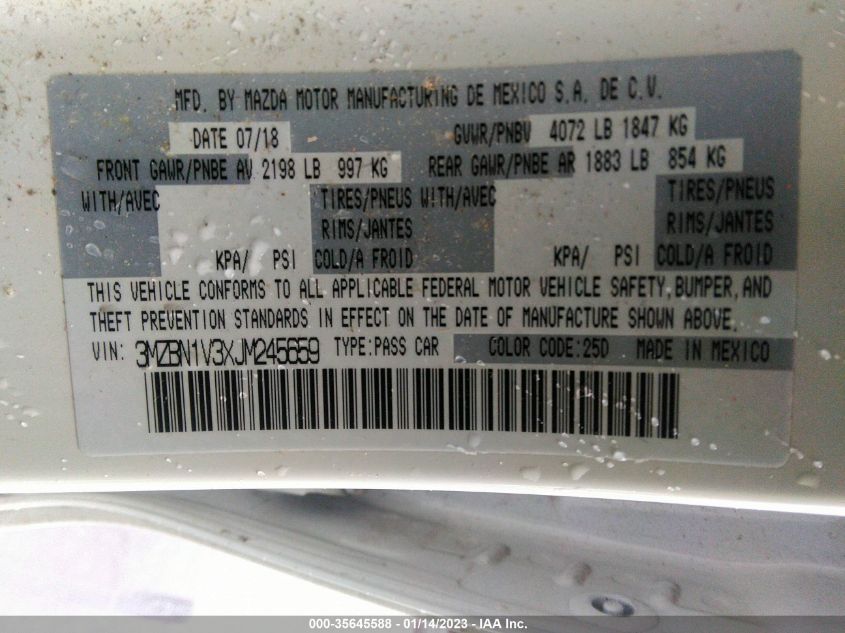 MFD. BY MAZDA MOTOR MANUFACTURING DE MEXICO S.A. DE C.V.
DATE 07/18 GVWR/PNBV 4072 LB 1847 KG
FRONT GAWR/PNBE AV 2198 LB 997 KG REAR GAWR/PNBE AR 1883 LB 854 KG
WITH/AVEC TIRES/PNEUS WITH/AVEC TIRES/PNEUS
RIMS/JANTES RIMS/JANTES
KPA/ PSI COLD/A FROID KPA/ PSI COLD/A FROID
THIS VEHICLE CONFORMS TO ALL APPLICABLE FEDERAL MOTOR VEHICLE SAFETY, BUMPER, AND
THEFT PREVENTION STANDARDS IN EFFECT ON THE DATE OF MANUFACTURE SHOWN ABOVE.
VIN: 3MZBN1V3XJM245659 TYPE:PASS CAR COLOR CODE:25D MADE IN MEXICO
000-35645588 - 01/14/2023 - IAA Inc.